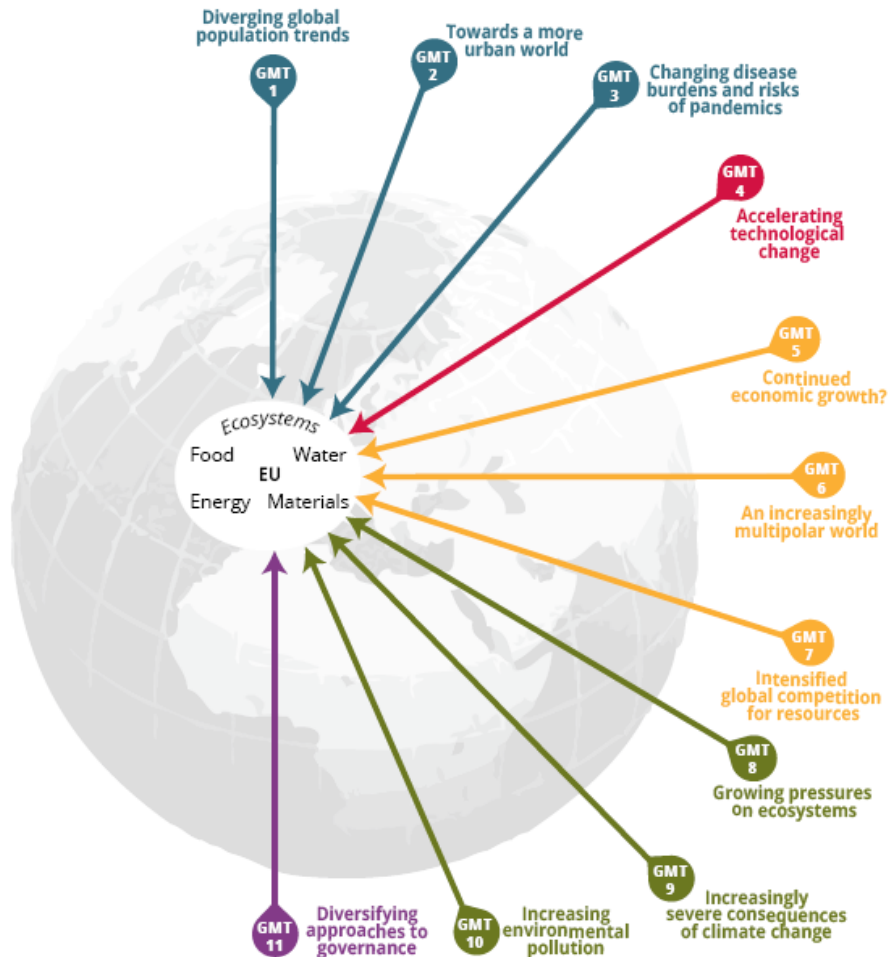 Diverging global
population trends
GMT
1
Towards a more
urban world
GMT
2
Changing disease
burdens and risks
of pandemics
GMT
3
GMT
4
Accelerating
technological
change
GMT
5
Continued
economic growth?
GMT
6
An increasingly
multipolar world
GMT
7
Intensified
global competition
for resources
GMT
8
Growing pressures
on ecosystems
GMT
9
Increasingly
severe consequences
of climate change
GMT
10
Increasing
environmental
pollution
GMT
11
Diversifying
approaches to
governance
Ecosystems
Food Water
EU
Energy Materials